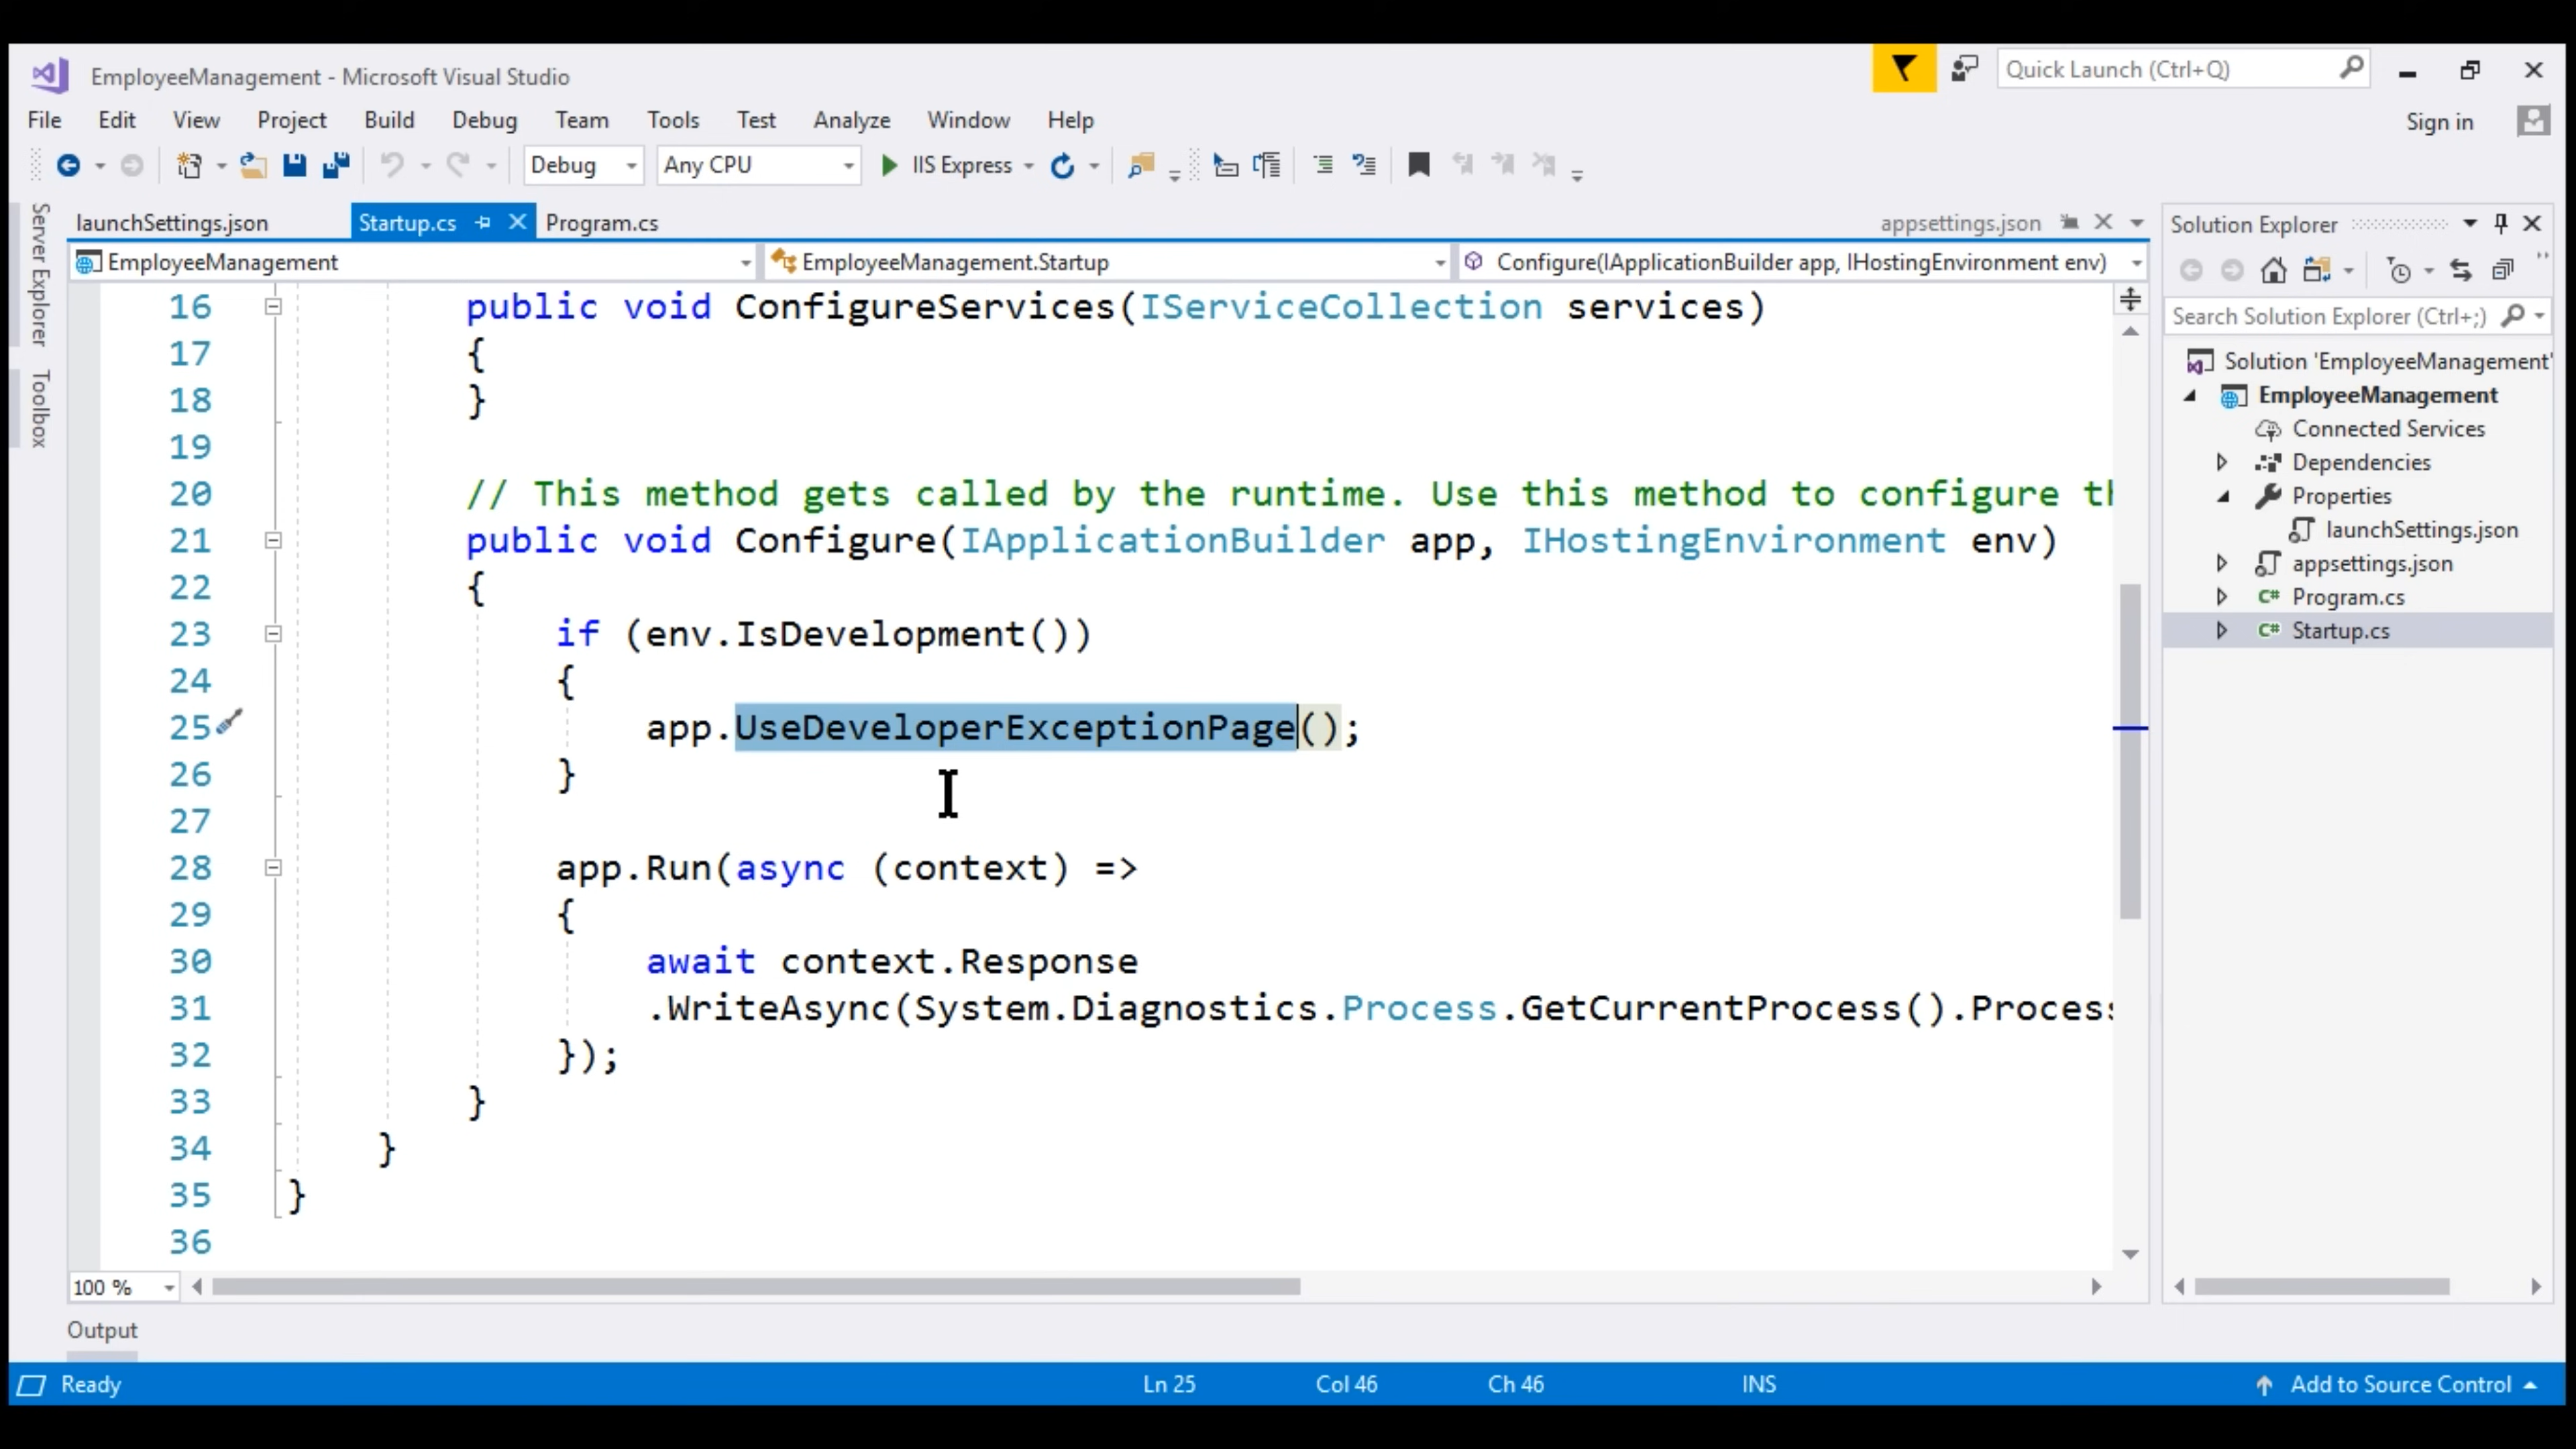 EmployeeManagement - Microsoft Visual Studio
Quick Launch (Ctrl+Q)
File Edit View Project Build Debug Team Tools Test Analyze Window Help
Sign in
Debug Any CPU IIS Express
Server Explorer
Toolbox
launchSettings.json Startup.cs Program.cs appsettings.json
EmployeeManagement EmployeeManagement.Startup Configure(IApplicationBuilder app, IHostingEnvironment env)
16 public void ConfigureServices(IServiceCollection services)
17 {
18 }
19
20 // This method gets called by the runtime. Use this method to configure th
21 public void Configure(IApplicationBuilder app, IHostingEnvironment env)
22 {
23 if (env.IsDevelopment())
24 {
25 app.UseDeveloperExceptionPage();
26 }
27
28 app.Run(async (context) =>
29 {
30 await context.Response
31 .WriteAsync(System.Diagnostics.Process.GetCurrentProcess().Process
32 });
33 }
34 }
35 }
36
100 %
Solution Explorer
Search Solution Explorer (Ctrl+;)
Solution 'EmployeeManagement'
EmployeeManagement
Connected Services
Dependencies
Properties
launchSettings.json
appsettings.json
C# Program.cs
C# Startup.cs
Output
Ready Ln 25 Col 46 Ch 46 INS Add to Source Control